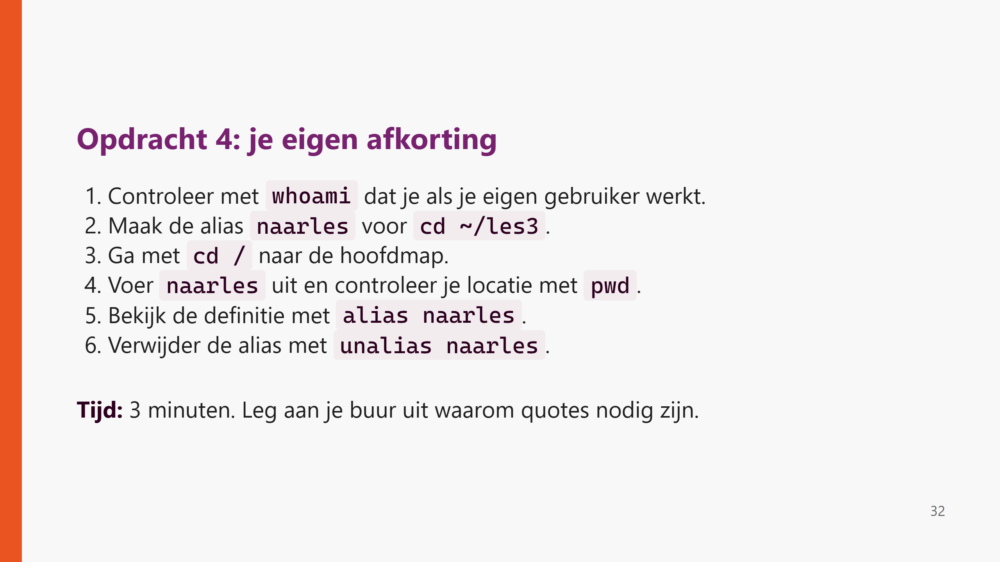 Opdracht 4: je eigen afkorting
1. Controleer met whoami dat je als je eigen gebruiker werkt.
2. Maak de alias naarles voor cd ~/les3.
3. Ga met cd / naar de hoofdmap.
4. Voer naarles uit en controleer je locatie met pwd.
5. Bekijk de definitie met alias naarles.
6. Verwijder de alias met unalias naarles.
Tijd: 3 minuten. Leg aan je buur uit waarom quotes nodig zijn.
32